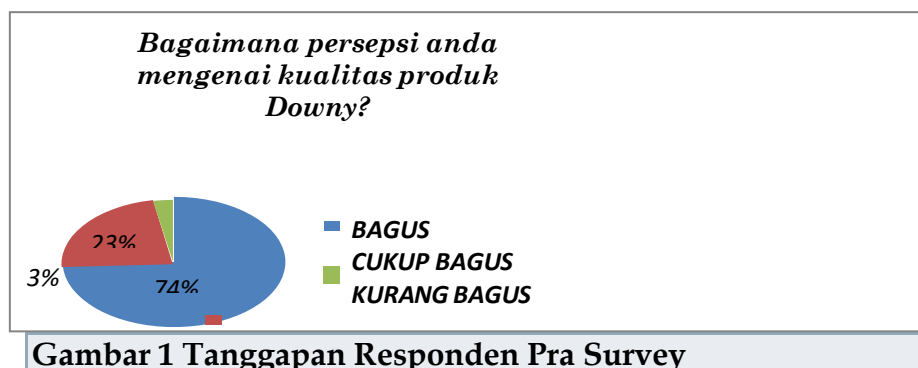 Bagaimana persepsi anda
mengenai kualitas produk
Downy?
23%
3%
74%
BAGUS
CUKUP BAGUS
KURANG BAGUS
Gambar 1 Tanggapan Responden Pra Survey